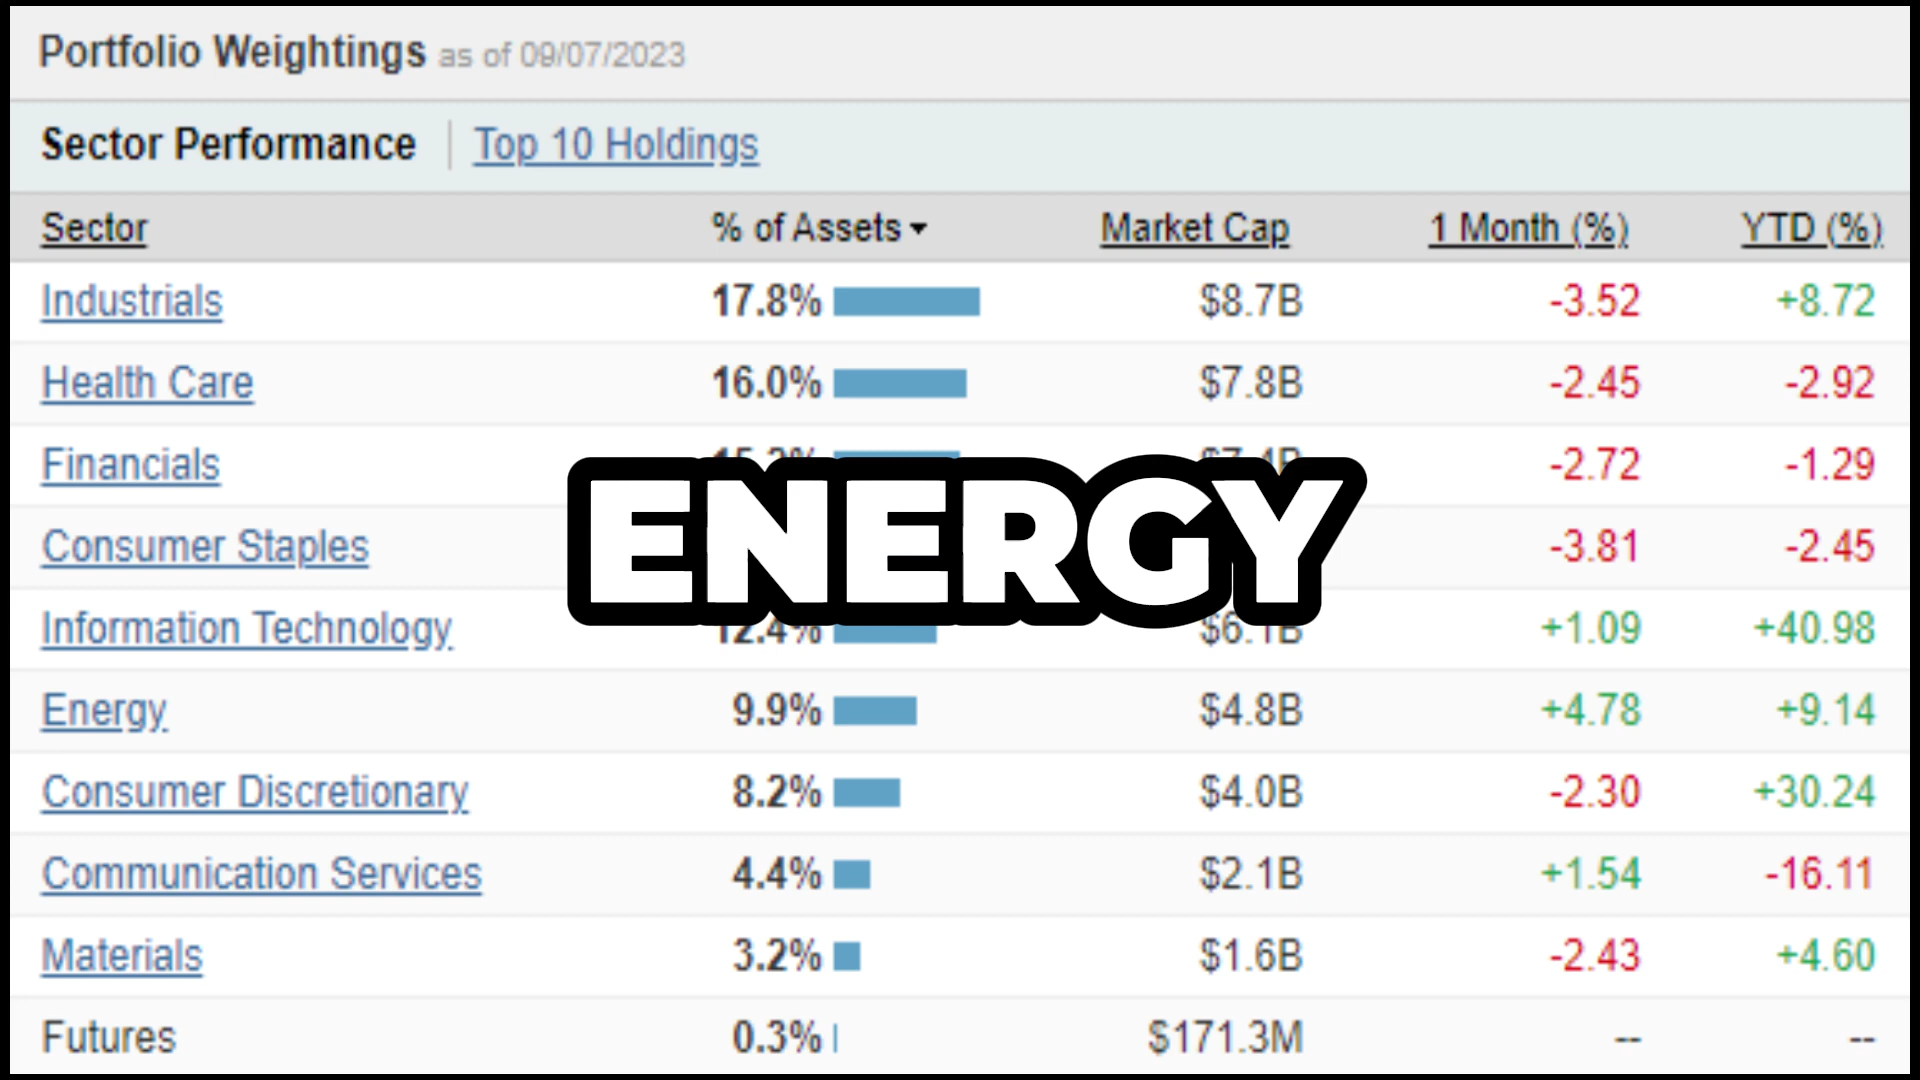 Portfolio Weightings as of 09/07/2023
Sector Performance Top 10 Holdings
Sector % of Assets Market Cap 1 Month (%) YTD (%)
Industrials 17.8% $8.7B -3.52 +8.72
Health Care 16.0% $7.8B -2.45 -2.92
Financials -2.72 -1.29
ENERGY
Consumer Staples -3.81 -2.45
Information Technology 12.4% $6.1B +1.09 +40.98
Energy 9.9% $4.8B +4.78 +9.14
Consumer Discretionary 8.2% $4.0B -2.30 +30.24
Communication Services 4.4% $2.1B +1.54 -16.11
Materials 3.2% $1.6B -2.43 +4.60
Futures 0.3% $171.3M -- --